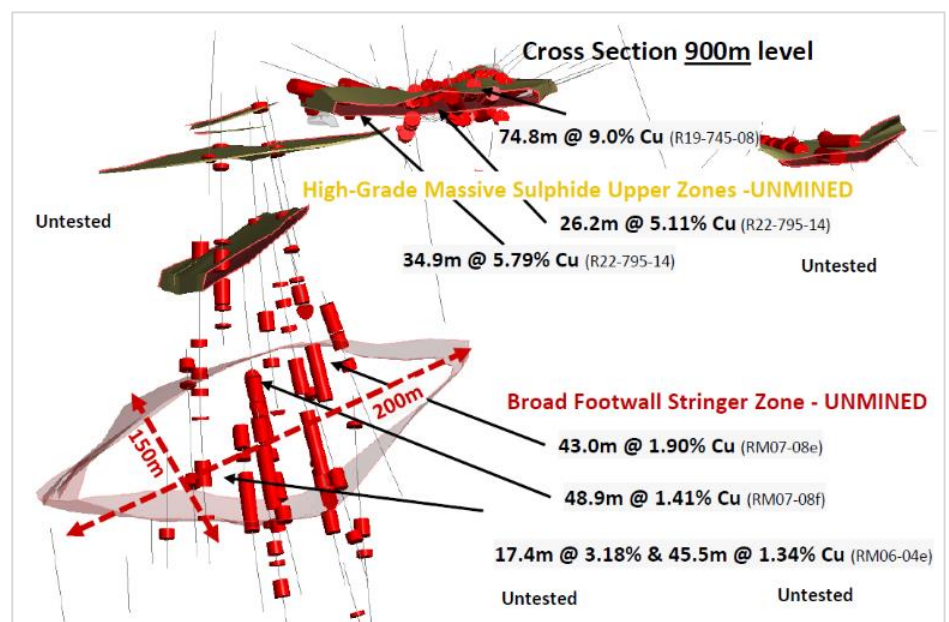 Cross Section 900m level
74.8m @ 9.0% Cu (R19-745-08)
High-Grade Massive Sulphide Upper Zones -UNMINED
Untested
26.2m @ 5.11% Cu (R22-795-14)
34.9m @ 5.79% Cu (R22-795-14)
Untested
200m
150m
Broad Footwall Stringer Zone - UNMINED
43.0m @ 1.90% Cu (RM07-08e)
48.9m @ 1.41% Cu (RM07-08f)
17.4m @ 3.18% & 45.5m @ 1.34% Cu (RM06-04e)
Untested
Untested